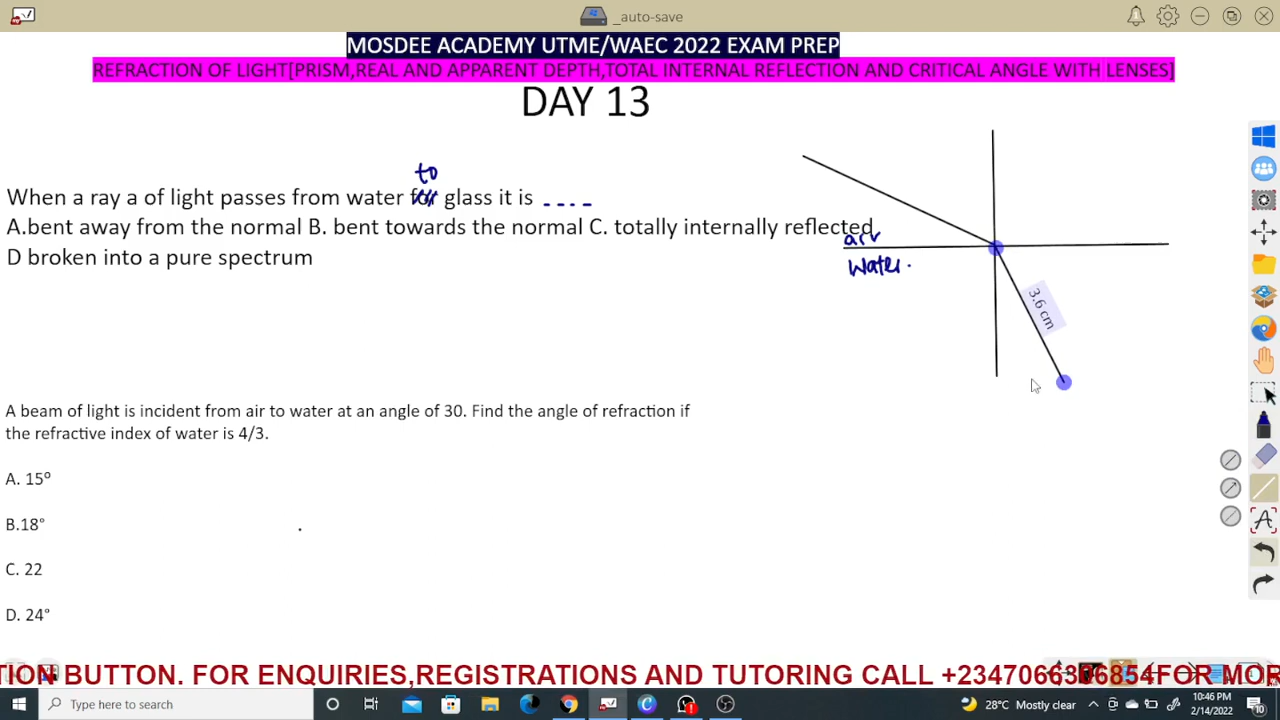 _auto-save
MOSDEE ACADEMY UTME/WAEC 2022 EXAM PREP
REFRACTION OF LIGHT[PRISM,REAL AND APPARENT DEPTH,TOTAL INTERNAL REFLECTION AND CRITICAL ANGLE WITH LENSES]
DAY 13
to
When a ray a of light passes from water for glass it is ----
A.bent away from the normal B. bent towards the normal C. totally internally reflected
D broken into a pure spectrum
air
Water.
3.6 cm
A beam of light is incident from air to water at an angle of 30. Find the angle of refraction if
the refractive index of water is 4/3.
A. 15°
B.18°
C. 22
D. 24°
TION BUTTON. FOR ENQUIRIES,REGISTRATIONS AND TUTORING CALL +2347066306854FOR MOR
Type here to search
28°C Mostly clear
10:46 PM
2/14/2022